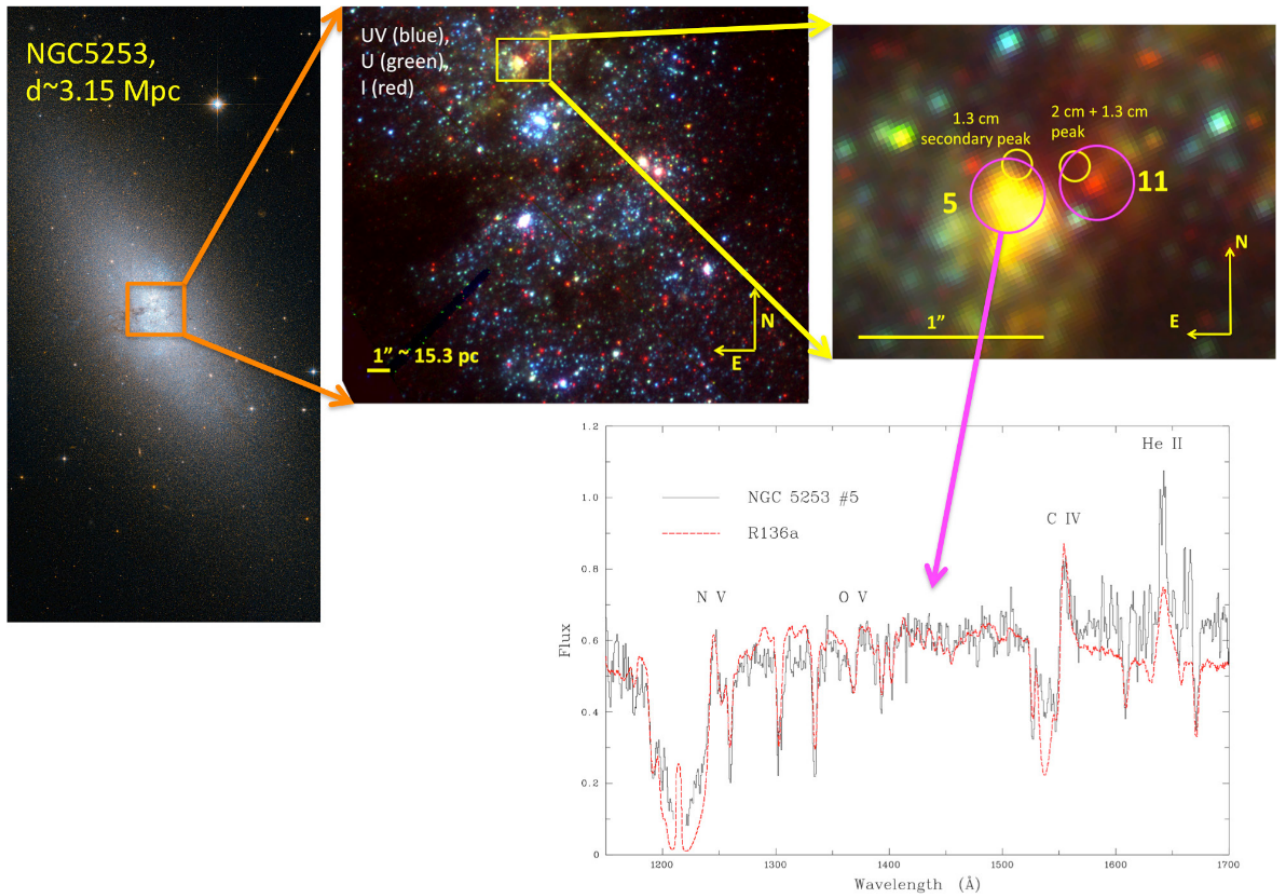 NGC5253,
d~3.15 Mpc
UV (blue),
U (green),
I (red)
1” ~ 15.3 pc
N
E
1.3 cm
secondary peak
2 cm + 1.3 cm
peak
5
11
1”
N
E
NGC 5253 #5
R136a
N V
O V
C IV
He II
Flux
1.2
1.0
0.8
0.6
0.4
0.2
0
1200
1300
1400
1500
1600
1700
Wavelength (Å)